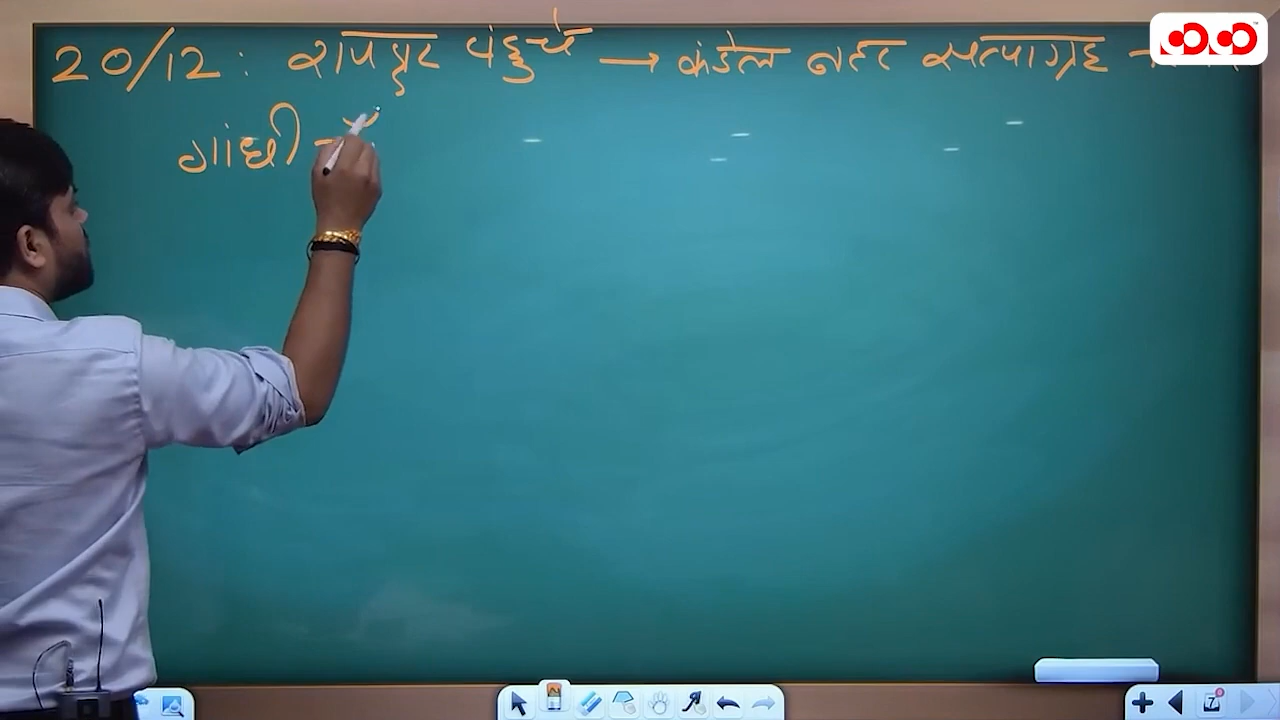 20/12 : रायपुर पंहुचे → कंडेल नहर सत्याग्रह →
गांधी